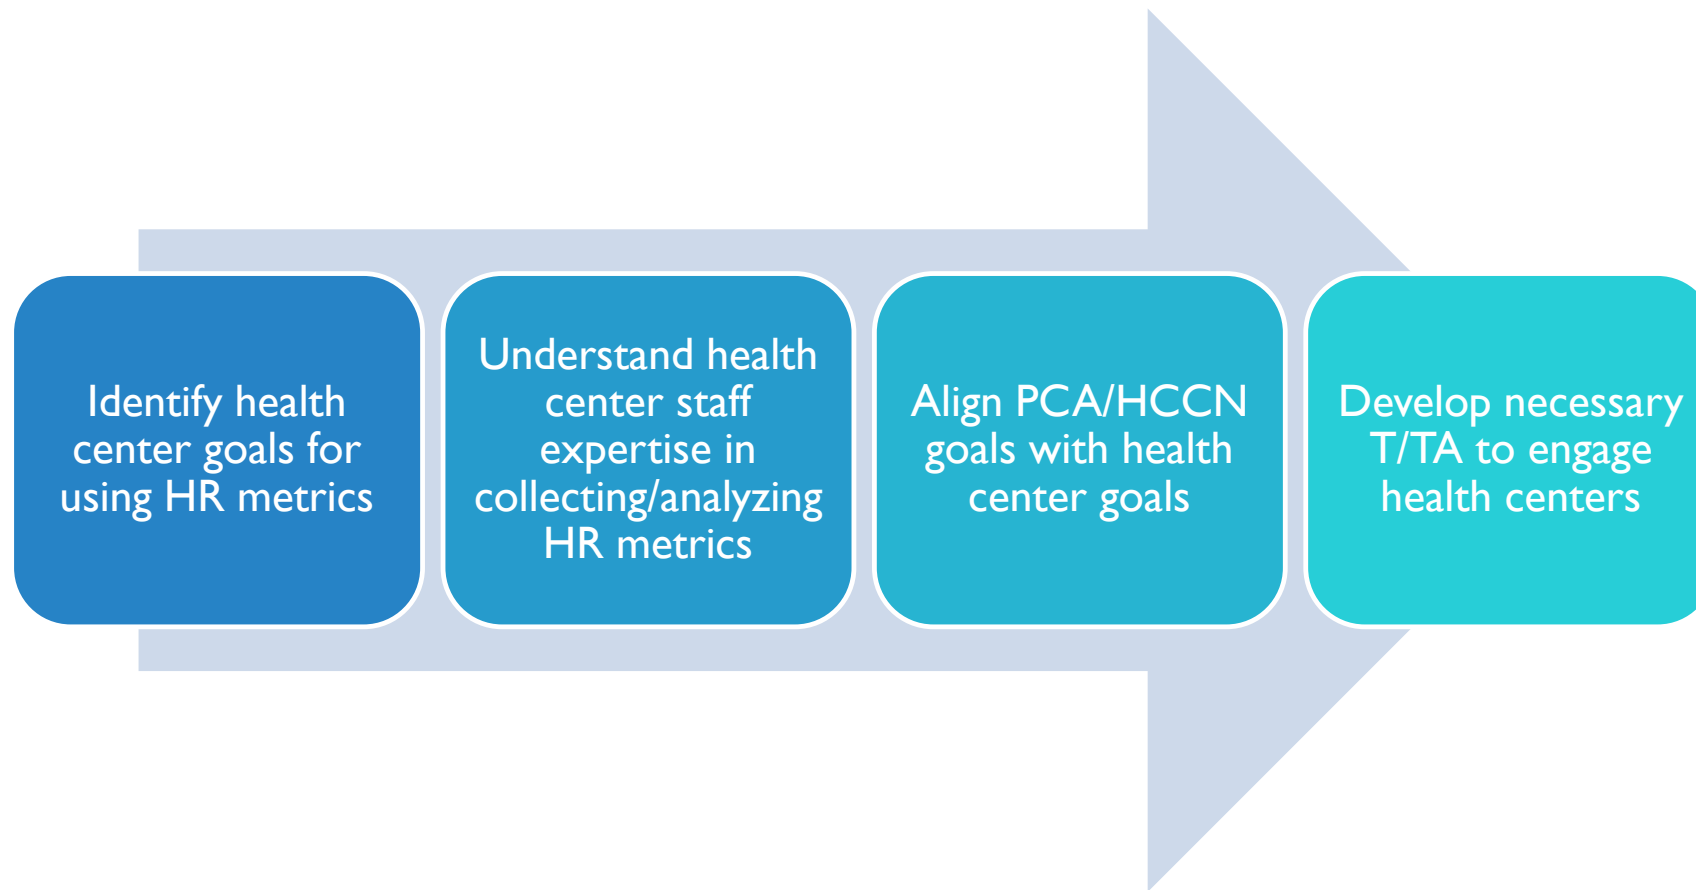 Identify health
center goals for
using HR metrics
Understand health
center staff
expertise in
collecting/analyzing
HR metrics
Align PCA/HCCN
goals with health
center goals
Develop necessary
T/TA to engage
health centers